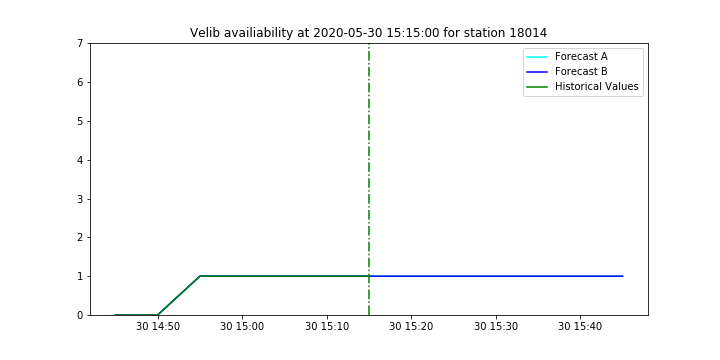 Velib availiability at 2020-05-30 15:15:00 for station 18014
Forecast A
Forecast B
Historical Values
7
6
5
4
3
2
1
0
30 14:50 30 15:00 30 15:10 30 15:20 30 15:30 30 15:40